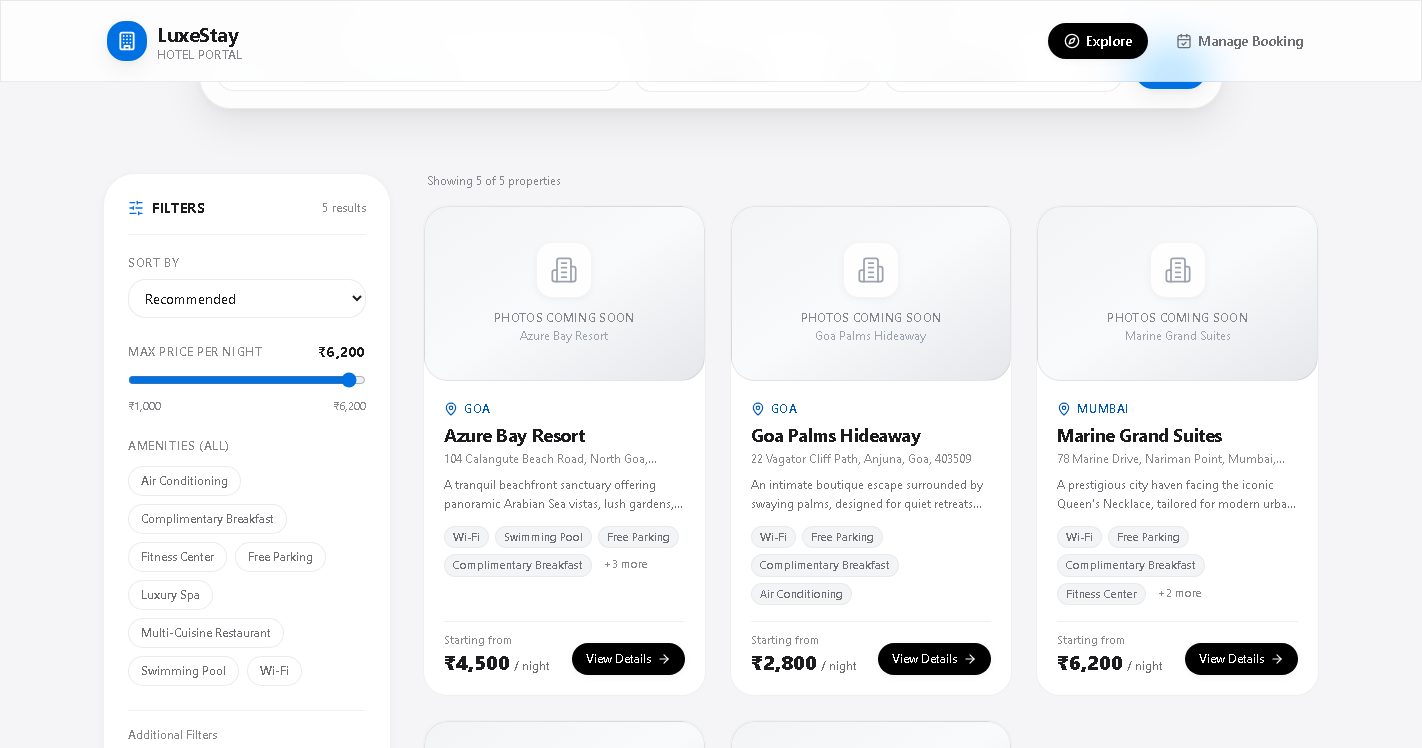 LuxeStay
HOTEL PORTAL
Explore
Manage Booking
FILTERS
5 results
SORT BY
Recommended
MAX PRICE PER NIGHT
₹6,200
₹1,000
₹6,200
AMENITIES (ALL)
Air Conditioning
Complimentary Breakfast
Fitness Center
Free Parking
Luxury Spa
Multi-Cuisine Restaurant
Swimming Pool
Wi-Fi
Additional Filters
Showing 5 of 5 properties
PHOTOS COMING SOON
Azure Bay Resort
GOA
Azure Bay Resort
104 Calangute Beach Road, North Goa,...
A tranquil beachfront sanctuary offering
panoramic Arabian Sea vistas, lush gardens,...
Wi-Fi
Swimming Pool
Free Parking
Complimentary Breakfast
+3 more
Starting from
₹4,500 / night
View Details
PHOTOS COMING SOON
Goa Palms Hideaway
GOA
Goa Palms Hideaway
22 Vagator Cliff Path, Anjuna, Goa, 403509
An intimate boutique escape surrounded by
swaying palms, designed for quiet retreats...
Wi-Fi
Free Parking
Complimentary Breakfast
Air Conditioning
Starting from
₹2,800 / night
View Details
PHOTOS COMING SOON
Marine Grand Suites
MUMBAI
Marine Grand Suites
78 Marine Drive, Nariman Point, Mumbai,...
A prestigious city haven facing the iconic
Queen's Necklace, tailored for modern urba...
Wi-Fi
Free Parking
Complimentary Breakfast
Fitness Center
+2 more
Starting from
₹6,200 / night
View Details